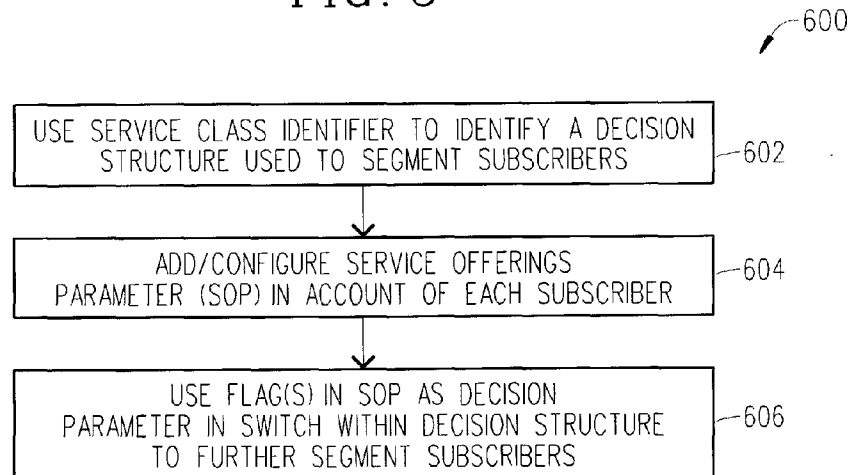 600
USE SERVICE CLASS IDENTIFIER TO IDENTIFY A DECISION
STRUCTURE USED TO SEGMENT SUBSCRIBERS
602
ADD/CONFIGURE SERVICE OFFERINGS
PARAMETER (SOP) IN ACCOUNT OF EACH SUBSCRIBER
604
USE FLAG(S) IN SOP AS DECISION
PARAMETER IN SWITCH WITHIN DECISION STRUCTURE
TO FURTHER SEGMENT SUBSCRIBERS
606